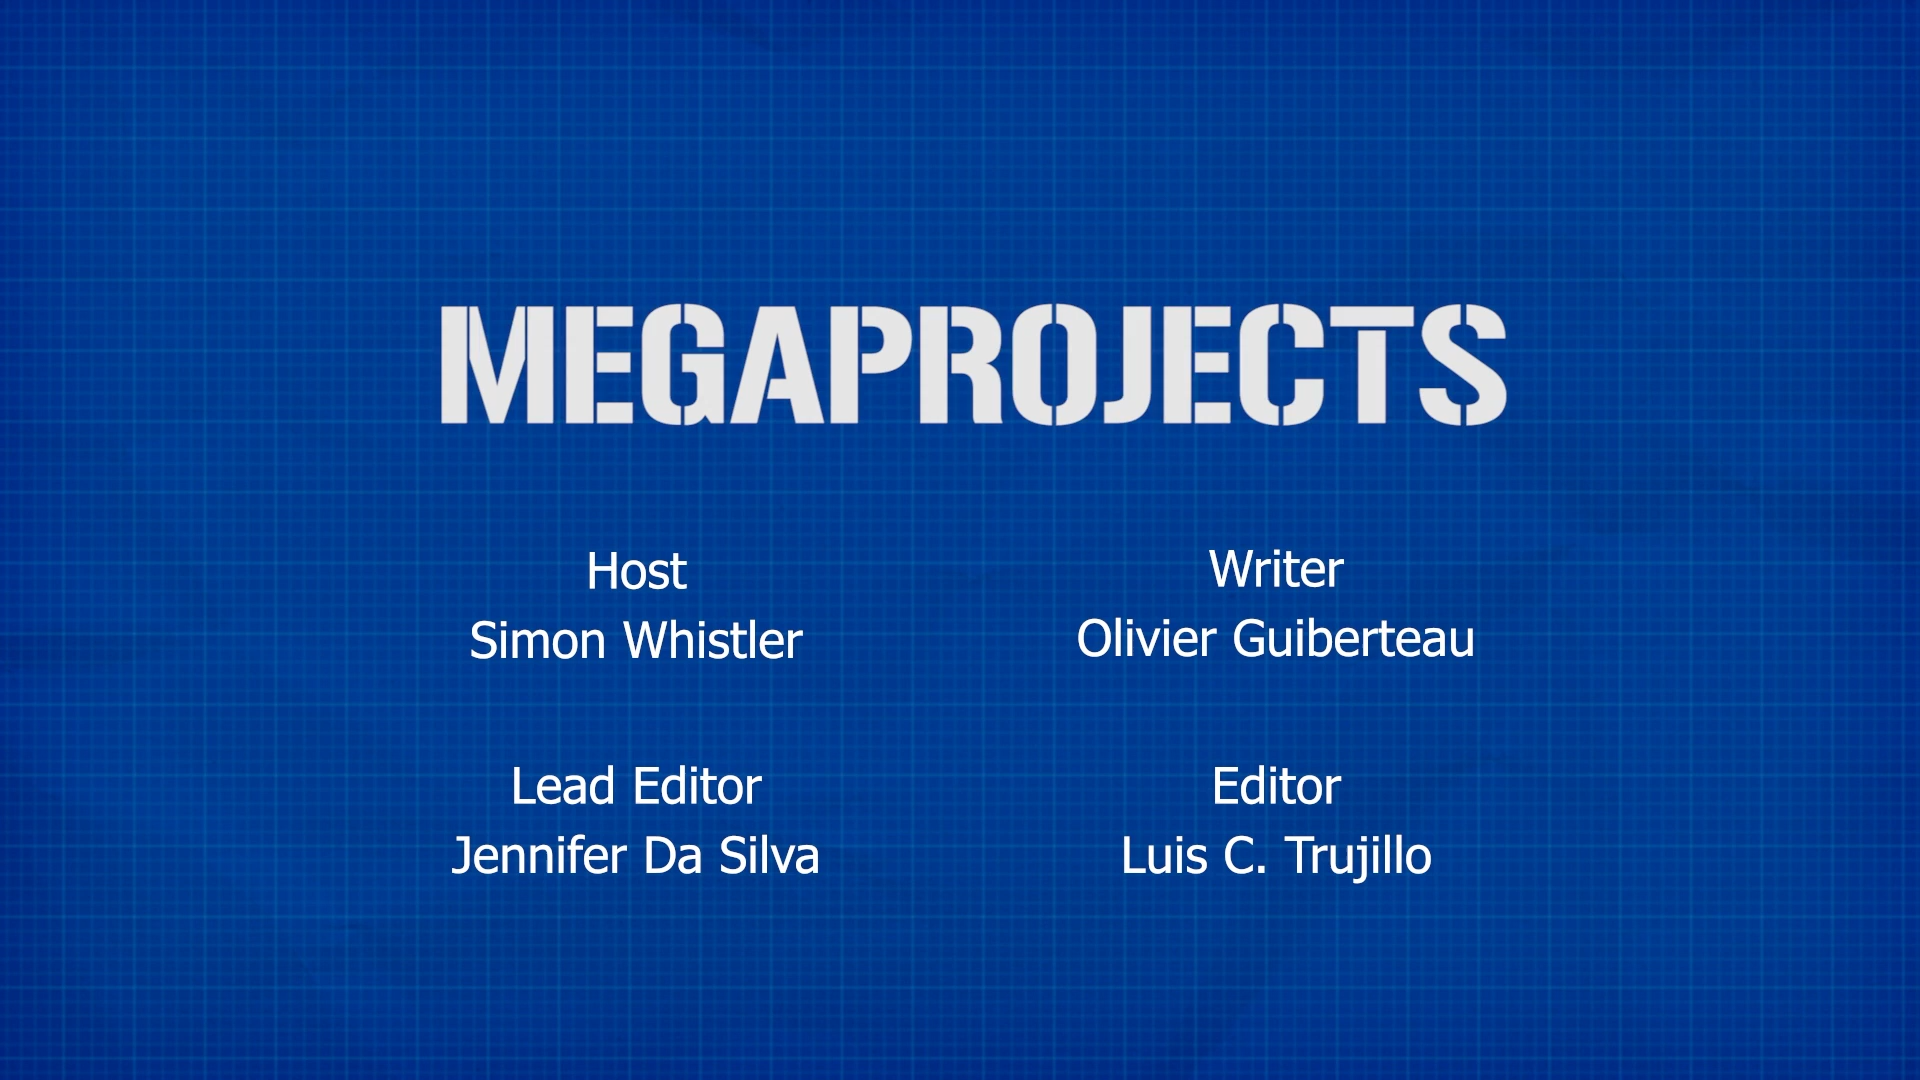 MEGAPROJECTS
Host
Simon Whistler
Writer
Olivier Guiberteau
Lead Editor
Jennifer Da Silva
Editor
Luis C. Trujillo